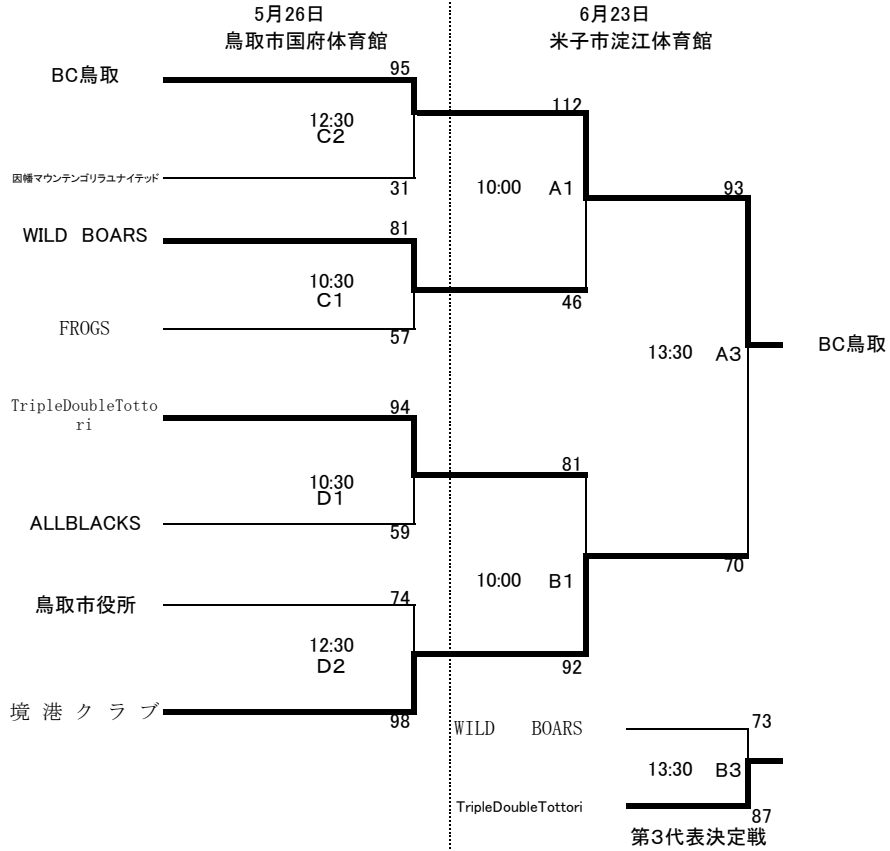 5月26日
鳥取市国府体育館
6月23日
米子市淀江体育館
BC鳥取
95
12:30
C2
112
因幡マウンテンゴリラユナイテッド
31
10:00 A1
93
WILD BOARS
81
10:30
C1
46
FROGS
57
13:30 A3
BC鳥取
TripleDoubleTotto
ri
94
10:30
D1
81
ALLBLACKS
59
10:00 B1
70
鳥取市役所
74
12:30
D2
92
境港クラブ
98
WILD BOARS
73
13:30 B3
TripleDoubleTottori
87
第3代表決定戦